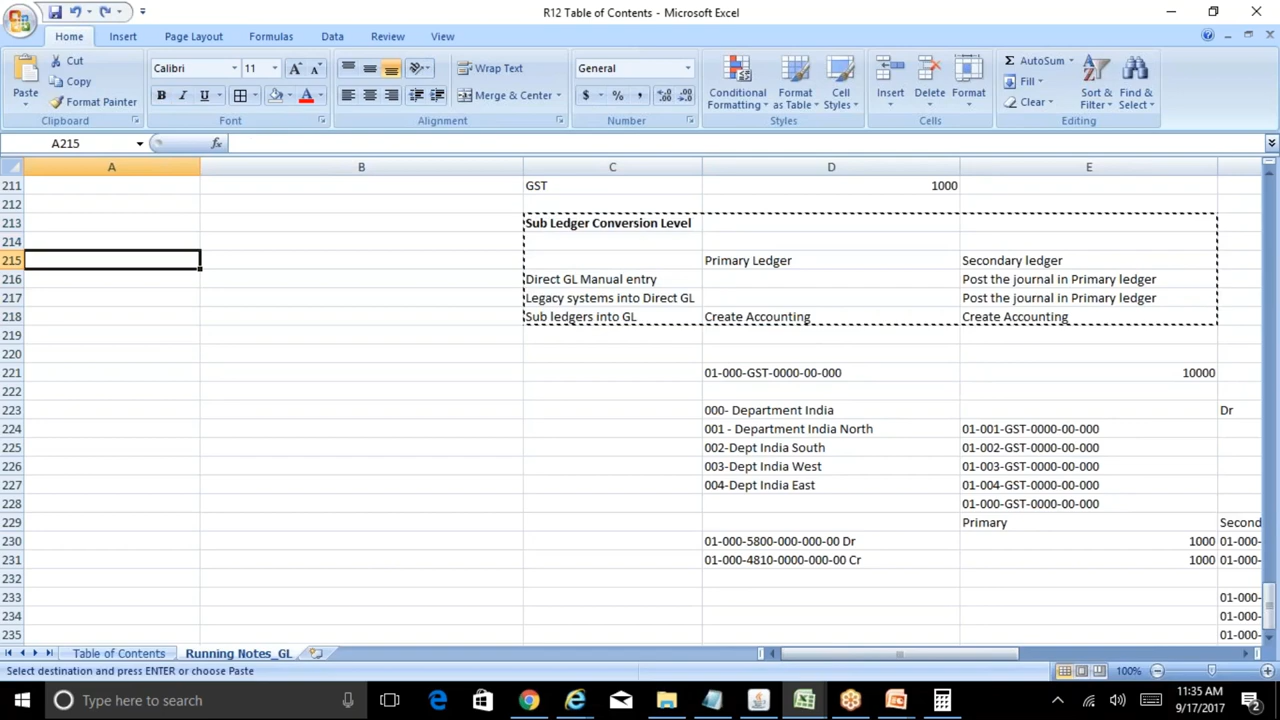 R12 Table of Contents - Microsoft Excel
Home Insert Page Layout Formulas Data Review View
Paste Cut Copy Format Painter Clipboard
Calibri 11 B I U A Font
Wrap Text Merge & Center Alignment
General $ % , Number
Conditional Formatting Format as Table Cell Styles Styles
Insert Delete Format Cells
Σ AutoSum Fill Clear Sort & Filter Find & Select Editing
A215 fx
A B C D E
211 GST 1000
212
213 Sub Ledger Conversion Level
214
215 Primary Ledger Secondary ledger
216 Direct GL Manual entry Post the journal in Primary ledger
217 Legacy systems into Direct GL Post the journal in Primary ledger
218 Sub ledgers into GL Create Accounting Create Accounting
219
220
221 01-000-GST-0000-00-000 10000
222
223 000- Department India Dr
224 001 - Department India North 01-001-GST-0000-00-000
225 002-Dept India South 01-002-GST-0000-00-000
226 003-Dept India West 01-003-GST-0000-00-000
227 004-Dept India East 01-004-GST-0000-00-000
228 01-000-GST-0000-00-000
229 Primary Second
230 01-000-5800-000-000-00 Dr 1000 01-000-
231 01-000-4810-0000-000-00 Cr 1000 01-000-
232
233 01-000-
234 01-000-
235 01-000-
Table of Contents Running Notes_GL
Select destination and press ENTER or choose Paste 100%
Type here to search
11:35 AM
9/17/2017
2